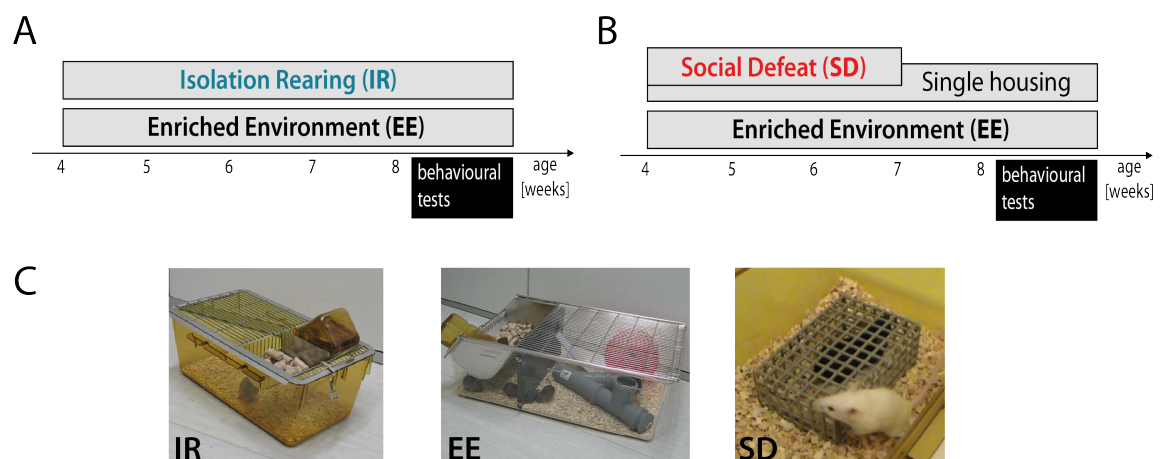 A
Isolation Rearing (IR)
Enriched Environment (EE)
4 5 6 7 8
behavioural
tests
age
[weeks]
B
Social Defeat (SD)
Single housing
Enriched Environment (EE)
4 5 6 7 8
behavioural
tests
age
[weeks]
C
IR
EE
SD